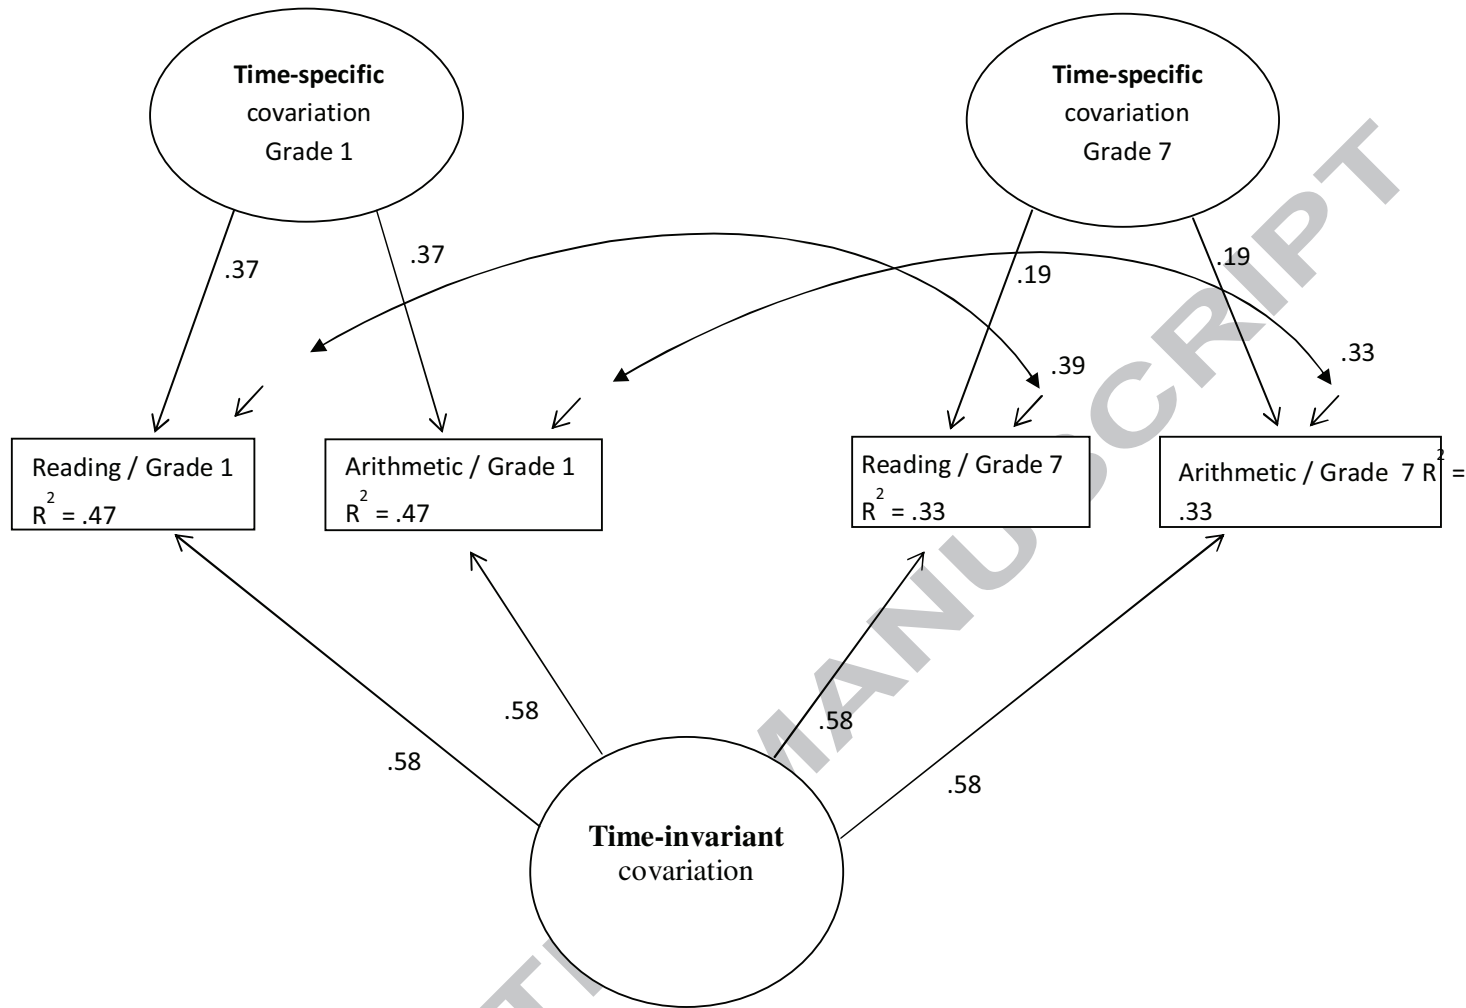 Time-specific
covariation
Grade 1
Time-specific
covariation
Grade 7
.37
.37
.19
.19
.39
.33
Reading / Grade 1
R² = .47
Arithmetic / Grade 1
R² = .47
Reading / Grade 7
R² = .33
Arithmetic / Grade 7 R² =
.33
.58
.58
.58
.58
Time-invariant
covariation
MANUSCRIPT